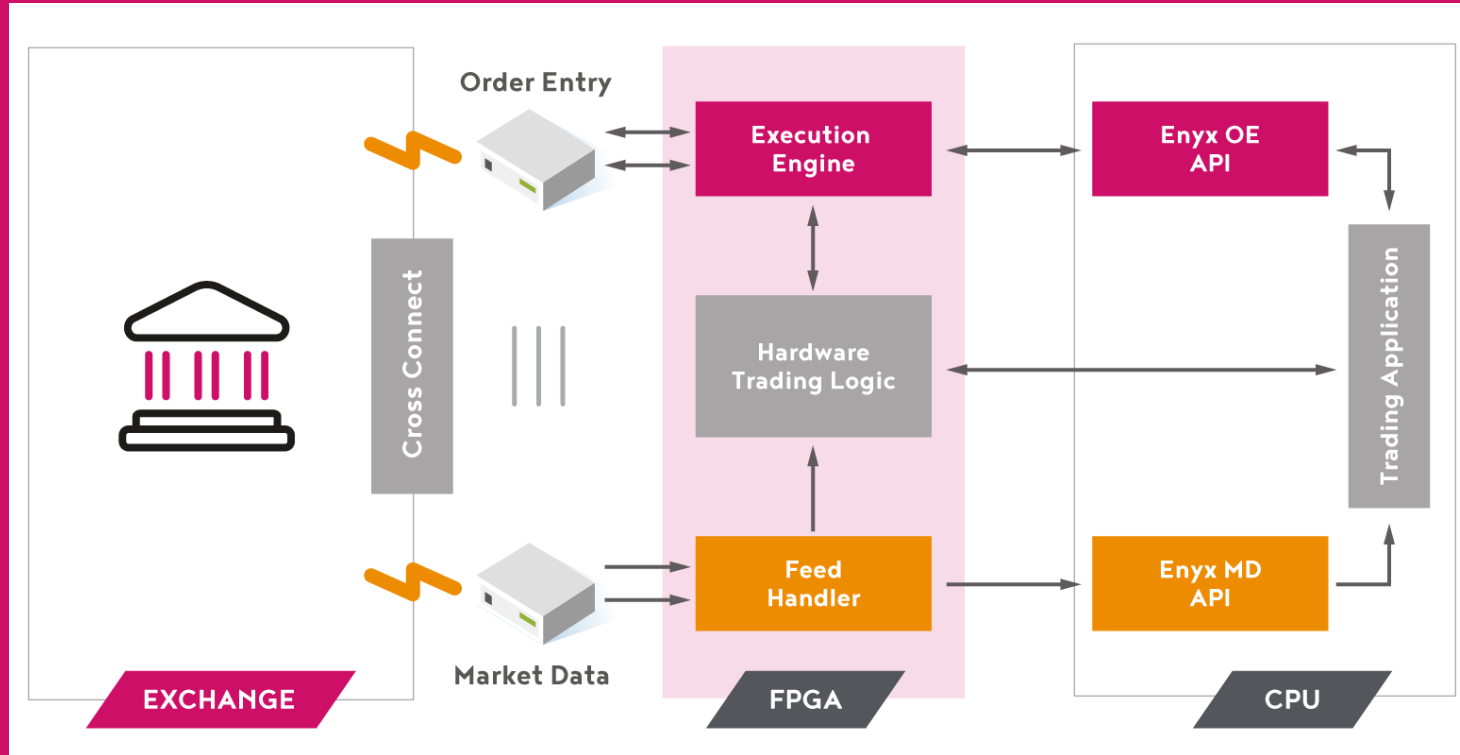 Order Entry
Execution
Engine
Enyx OE
API
Cross Connect
Hardware
Trading Logic
Trading Application
Feed
Handler
Enyx MD
API
Market Data
EXCHANGE
FPGA
CPU